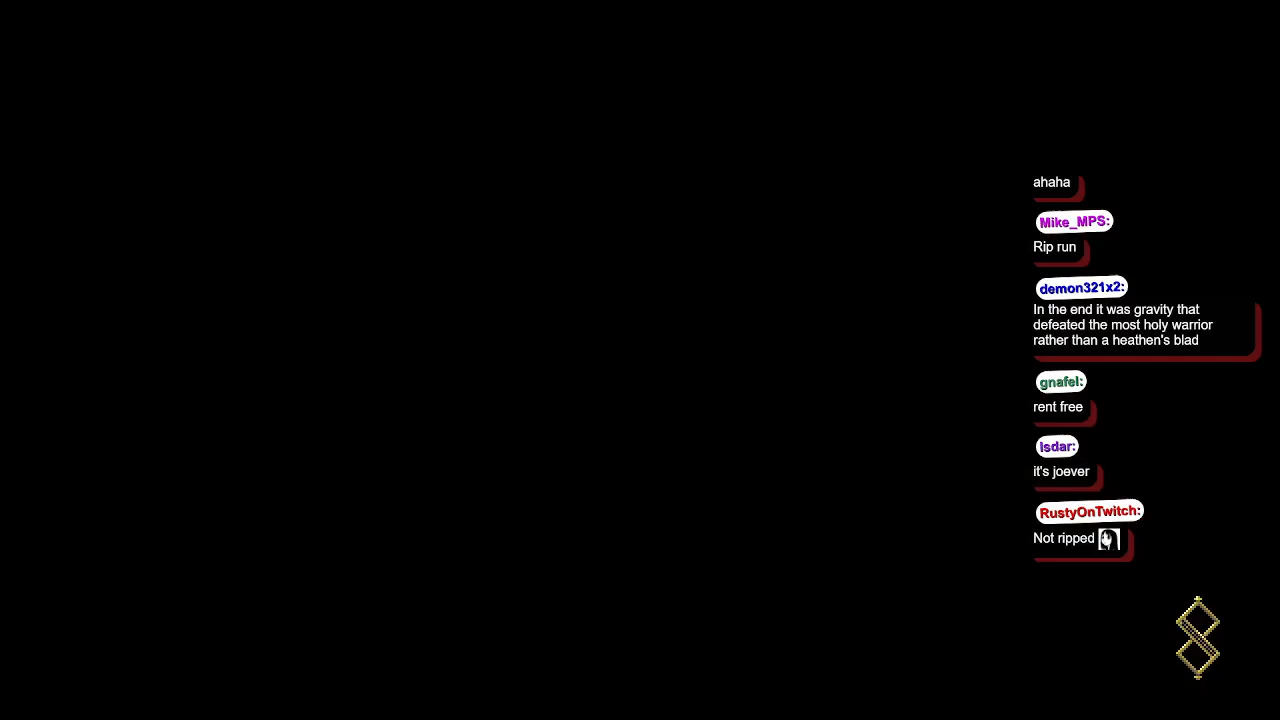 ahaha
Mike_MPS:
Rip run
demon321x2:
In the end it was gravity that
defeated the most holy warrior
rather than a heathen's blad
gnafel:
rent free
lsdar:
it's joever
RustyOnTwitch:
Not ripped